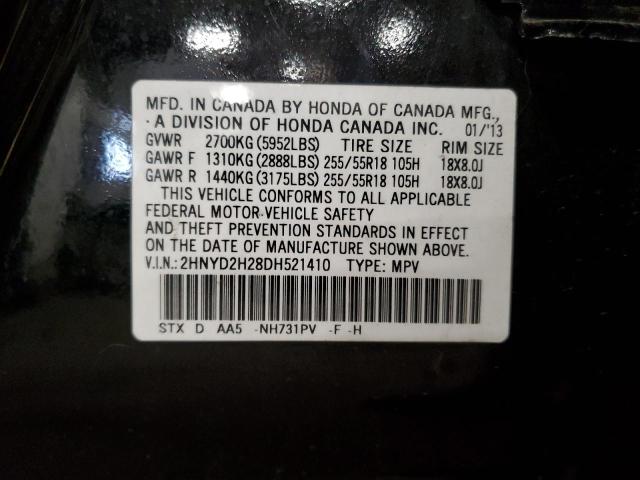 MFD. IN CANADA BY HONDA OF CANADA MFG.,
A DIVISION OF HONDA CANADA INC. 01/'13
GVWR 2700KG (5952LBS) TIRE SIZE RIM SIZE
GAWR F 1310KG (2888LBS) 255/55R18 105H 18X8.0J
GAWR R 1440KG (3175LBS) 255/55R18 105H 18X8.0J
THIS VEHICLE CONFORMS TO ALL APPLICABLE
FEDERAL MOTOR VEHICLE SAFETY
AND THEFT PREVENTION STANDARDS IN EFFECT
ON THE DATE OF MANUFACTURE SHOWN ABOVE.
V.I.N.: 2HNYD2H28DH521410 TYPE: MPV
STX D AA5 -NH731PV -F -H